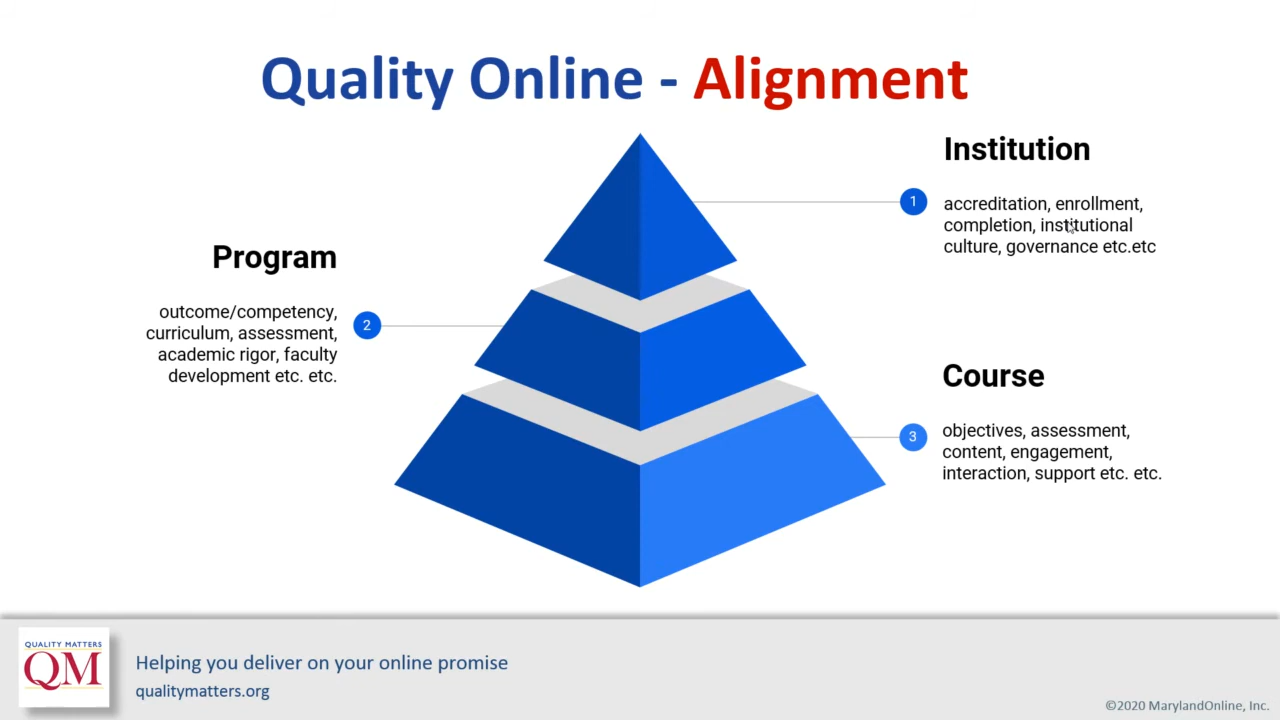 Quality Online - Alignment
Institution
1
accreditation, enrollment,
completion, institutional
culture, governance etc.etc
Program
2
outcome/competency,
curriculum, assessment,
academic rigor, faculty
development etc. etc.
Course
3
objectives, assessment,
content, engagement,
interaction, support etc. etc.
QUALITY MATTERS
QM
Helping you deliver on your online promise
qualitymatters.org
©2020 MarylandOnline, Inc.